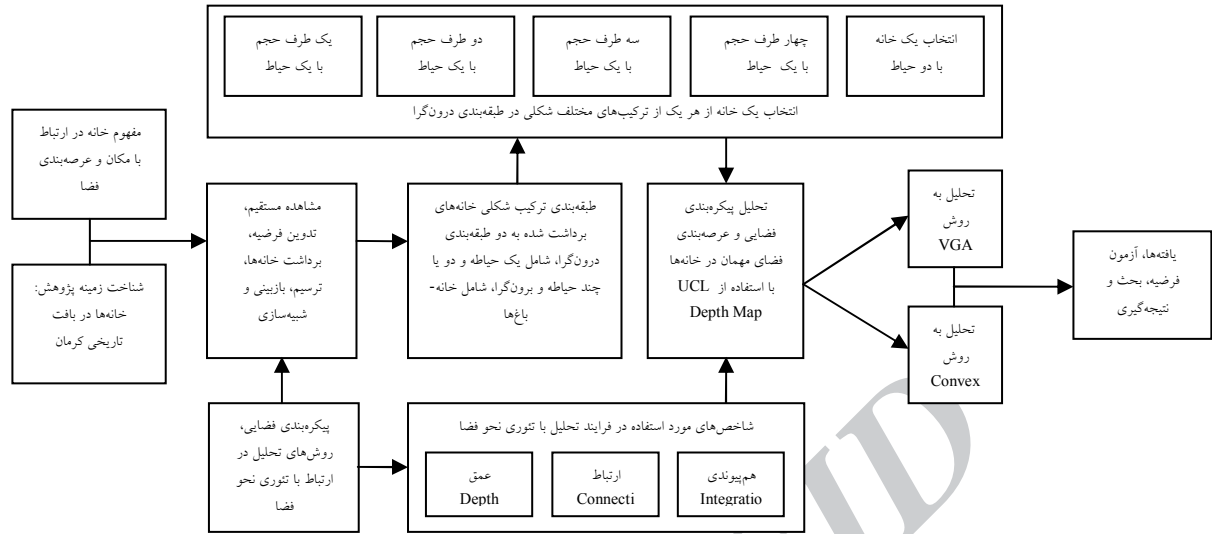 یک طرف حجم
با یک حیاط
دو طرف حجم
با یک حیاط
سه طرف حجم
با یک حیاط
چهار طرف حجم
با یک حیاط
انتخاب یک خانه
با دو حیاط
انتخاب یک خانه از هر یک از ترکیب‌های مختلف شکلی در طبقه‌بندی درون‌گرا
مفهوم خانه در ارتباط
با مکان و عرصه‌بندی
فضا
شناخت زمینه پژوهش:
خانه‌ها در بافت
تاریخی کرمان
مشاهده مستقیم،
تدوین فرضیه،
برداشت خانه‌ها،
ترسیم، بازبینی و
شبیه‌سازی
طبقه‌بندی ترکیب شکلی خانه‌های
برداشت شده به دو طبقه‌بندی
درون‌گرا، شامل یک حیاطه و دو یا
چند حیاطه و برون‌گرا، شامل خانه-
باغ‌ها
تحلیل پیکره‌بندی
فضایی و عرصه‌بندی
فضای مهمان در خانه‌ها
با استفاده از UCL
Depth Map
تحلیل به
روش
VGA
تحلیل به
روش
Convex
یافته‌ها، آزمون
فرضیه، بحث و
نتیجه‌گیری
پیکره‌بندی فضایی،
روش‌های تحلیل در
ارتباط با تئوری نحو
فضا
شاخص‌های مورد استفاده در فرایند تحلیل با تئوری نحو فضا
عمق
Depth
ارتباط
Connecti
هم‌پیوندی
Integratio